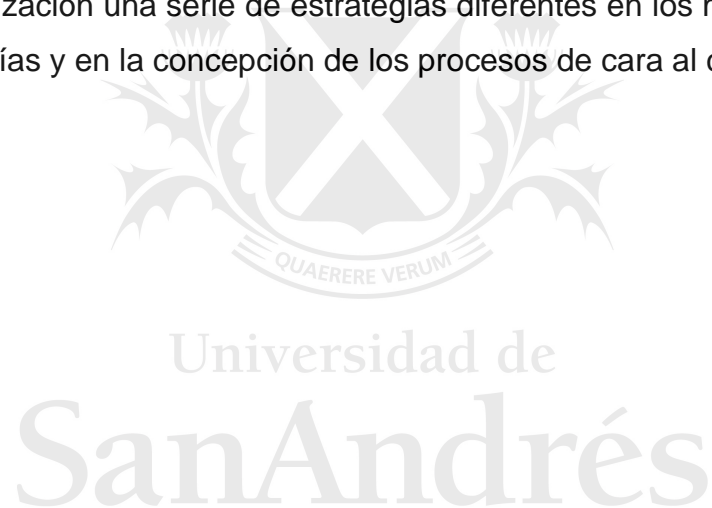 zación una serie de estrategias diferentes en los
ías y en la concepción de los procesos de cara al
QUAERERE VERUM
Universidad de
SanAndrés